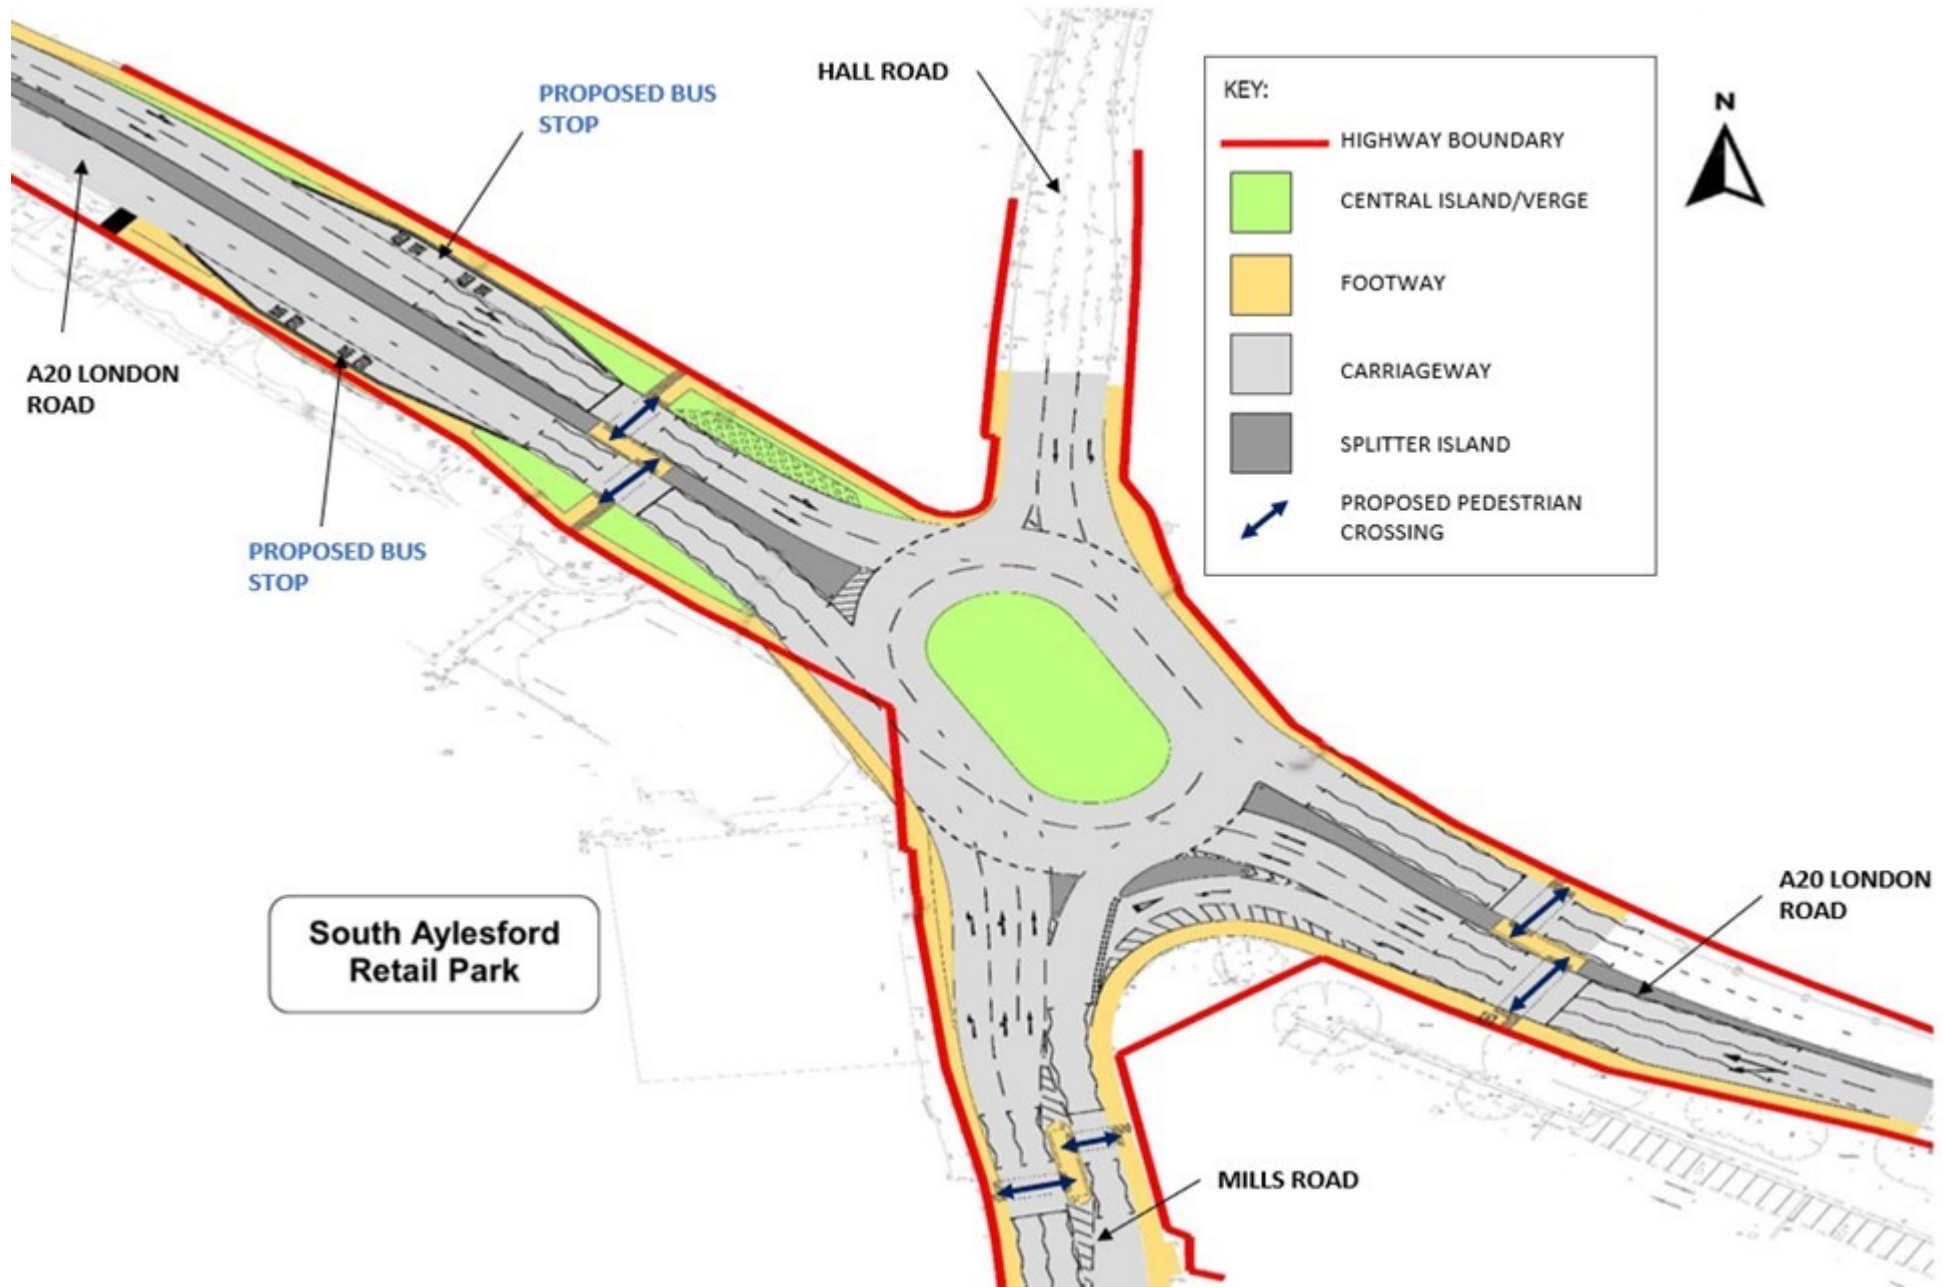 HALL ROAD
PROPOSED BUS
STOP
KEY:
HIGHWAY BOUNDARY
CENTRAL ISLAND/VERGE
FOOTWAY
CARRIAGEWAY
SPLITTER ISLAND
PROPOSED PEDESTRIAN
CROSSING
N
A20 LONDON
ROAD
PROPOSED BUS
STOP
South Aylesford
Retail Park
A20 LONDON
ROAD
MILLS ROAD